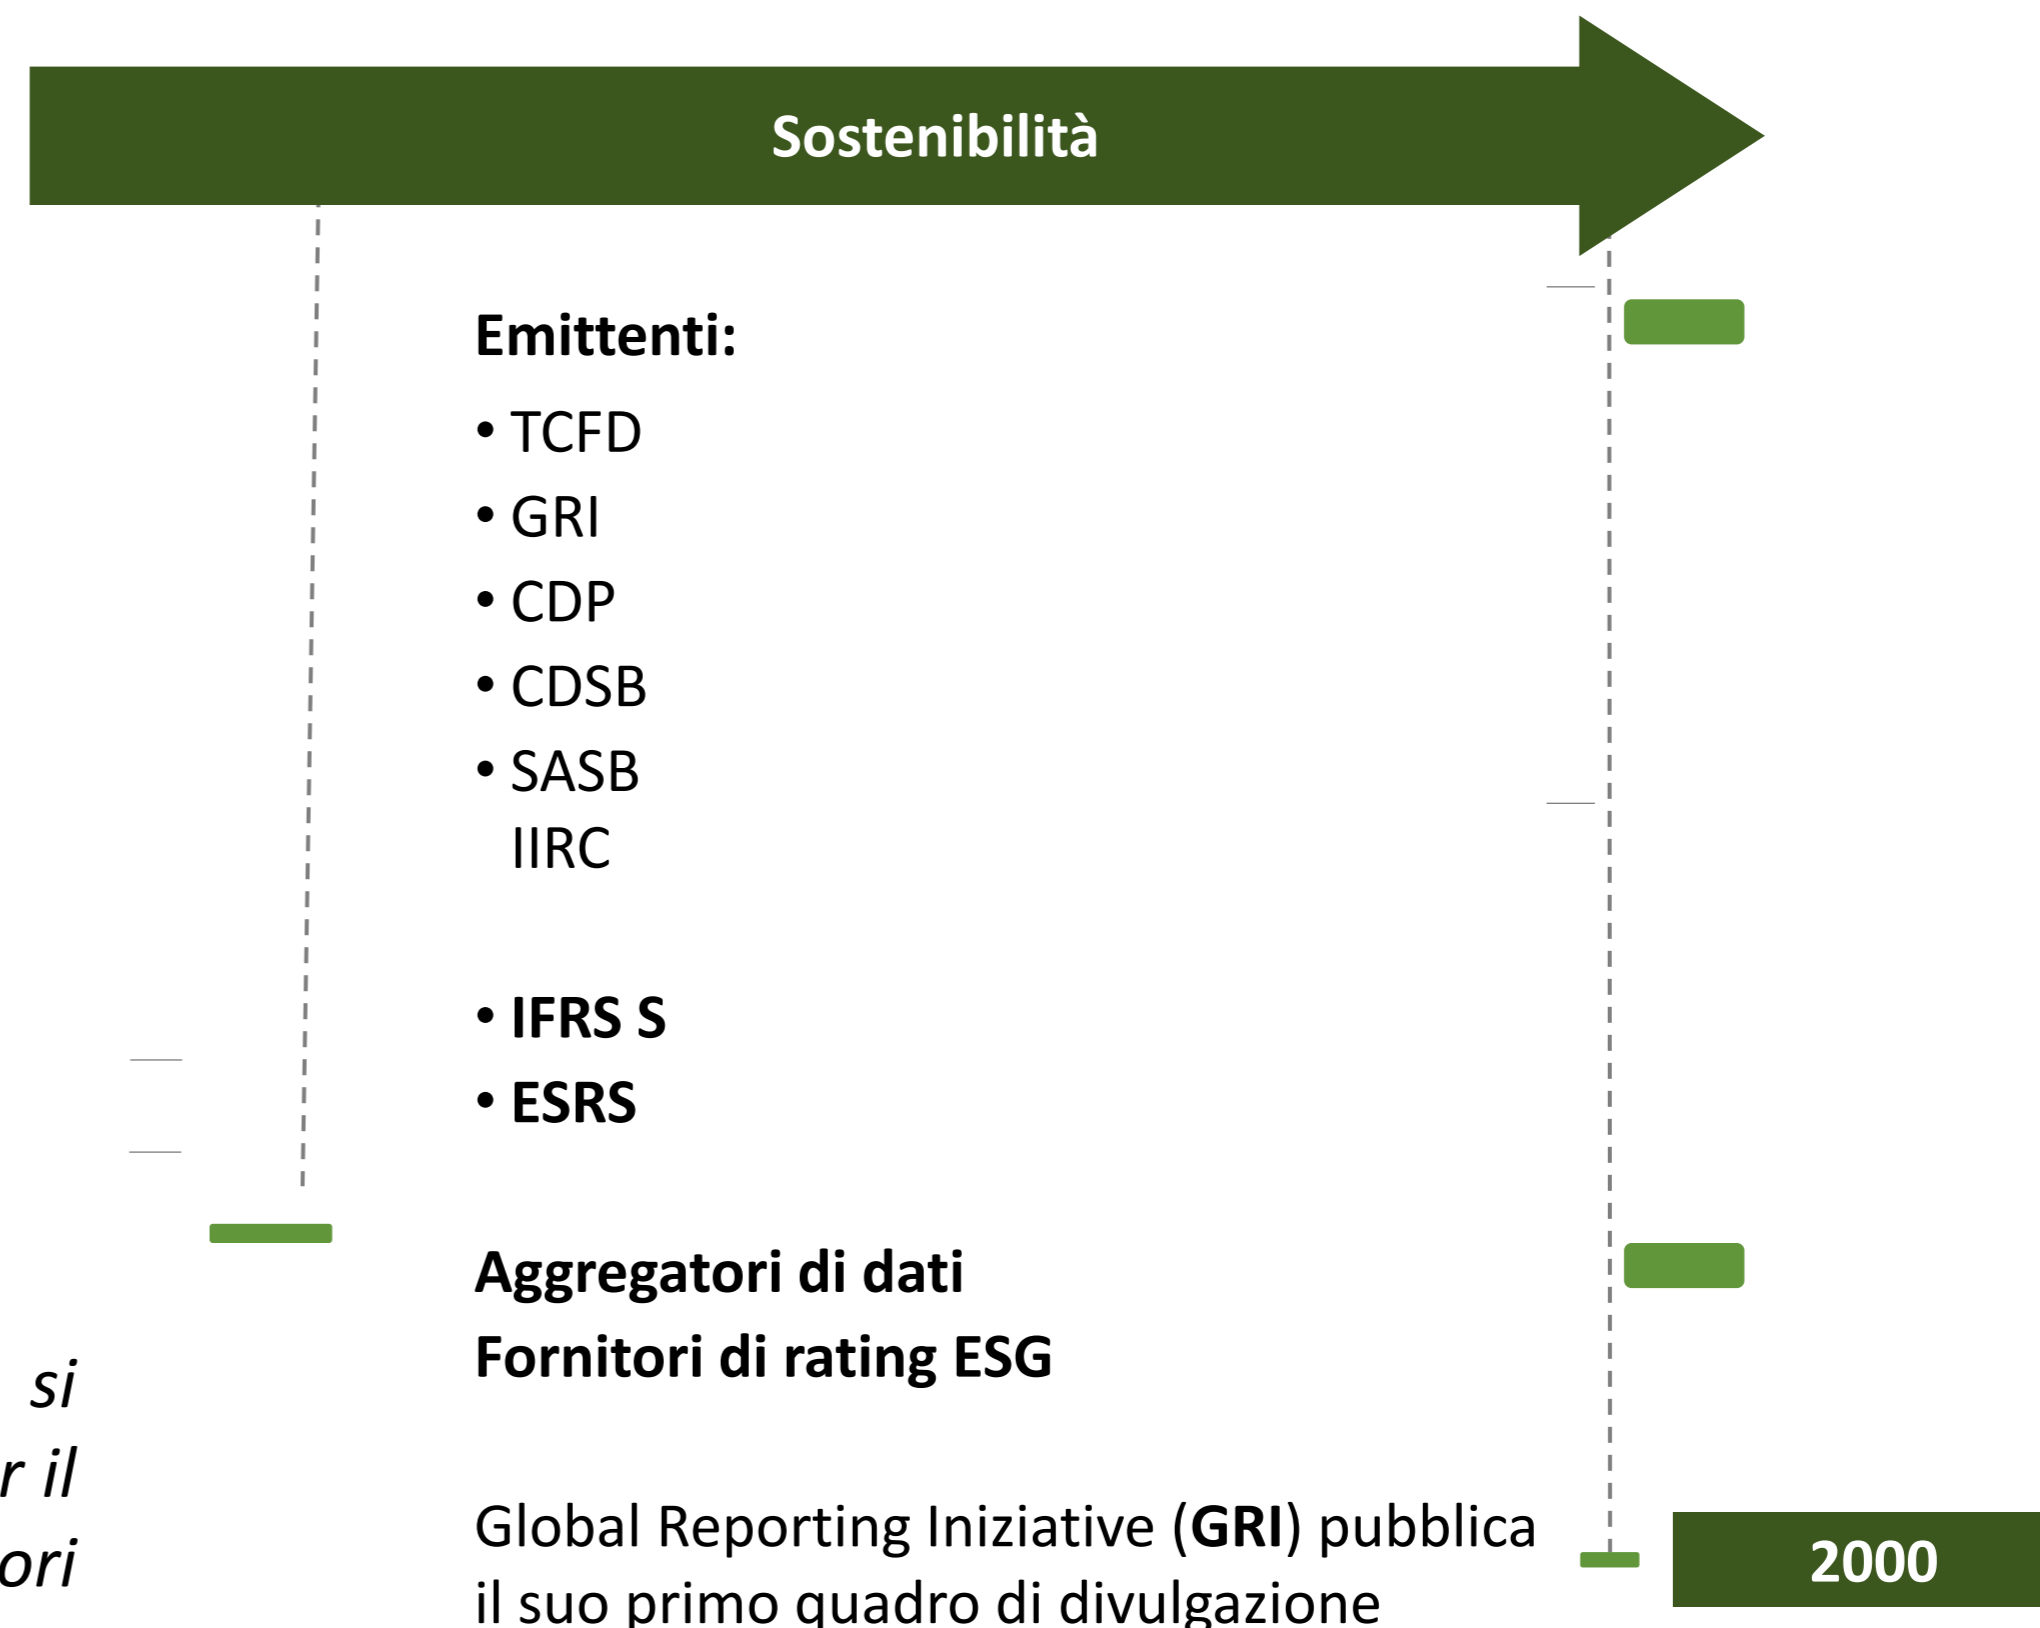 Sostenibilità
Emittenti:
• TCFD
• GRI
• CDP
• CDSB
• SASB
IIRC
• IFRS S
• ESRS
Aggregatori di dati
Fornitori di rating ESG
si
r il
ori
Global Reporting Iniziative (GRI) pubblica
il suo primo quadro di divulgazione
2000